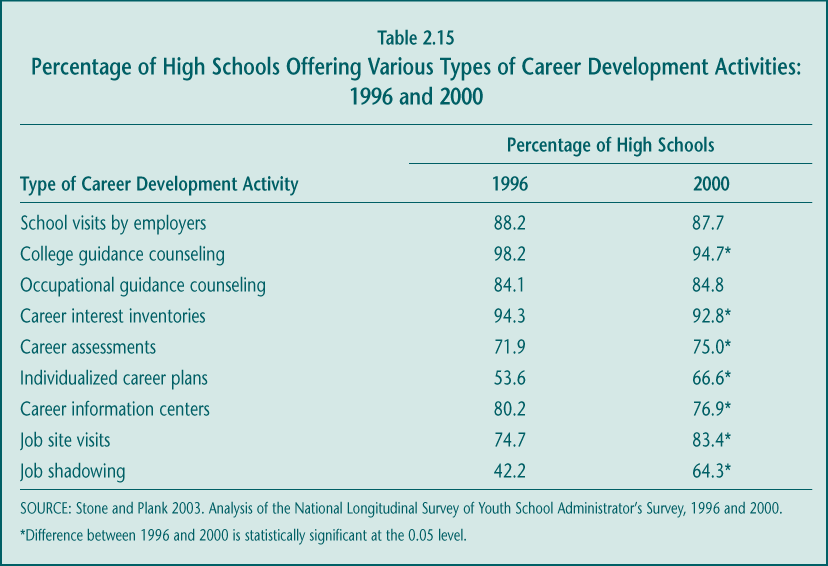 Table 2.15
Percentage of High Schools Offering Various Types of Career Development Activities:
1996 and 2000
Percentage of High Schools
Type of Career Development Activity 1996 2000
School visits by employers 88.2 87.7
College guidance counseling 98.2 94.7*
Occupational guidance counseling 84.1 84.8
Career interest inventories 94.3 92.8*
Career assessments 71.9 75.0*
Individualized career plans 53.6 66.6*
Career information centers 80.2 76.9*
Job site visits 74.7 83.4*
Job shadowing 42.2 64.3*
SOURCE: Stone and Plank 2003. Analysis of the National Longitudinal Survey of Youth School Administrator’s Survey, 1996 and 2000.
*Difference between 1996 and 2000 is statistically significant at the 0.05 level.